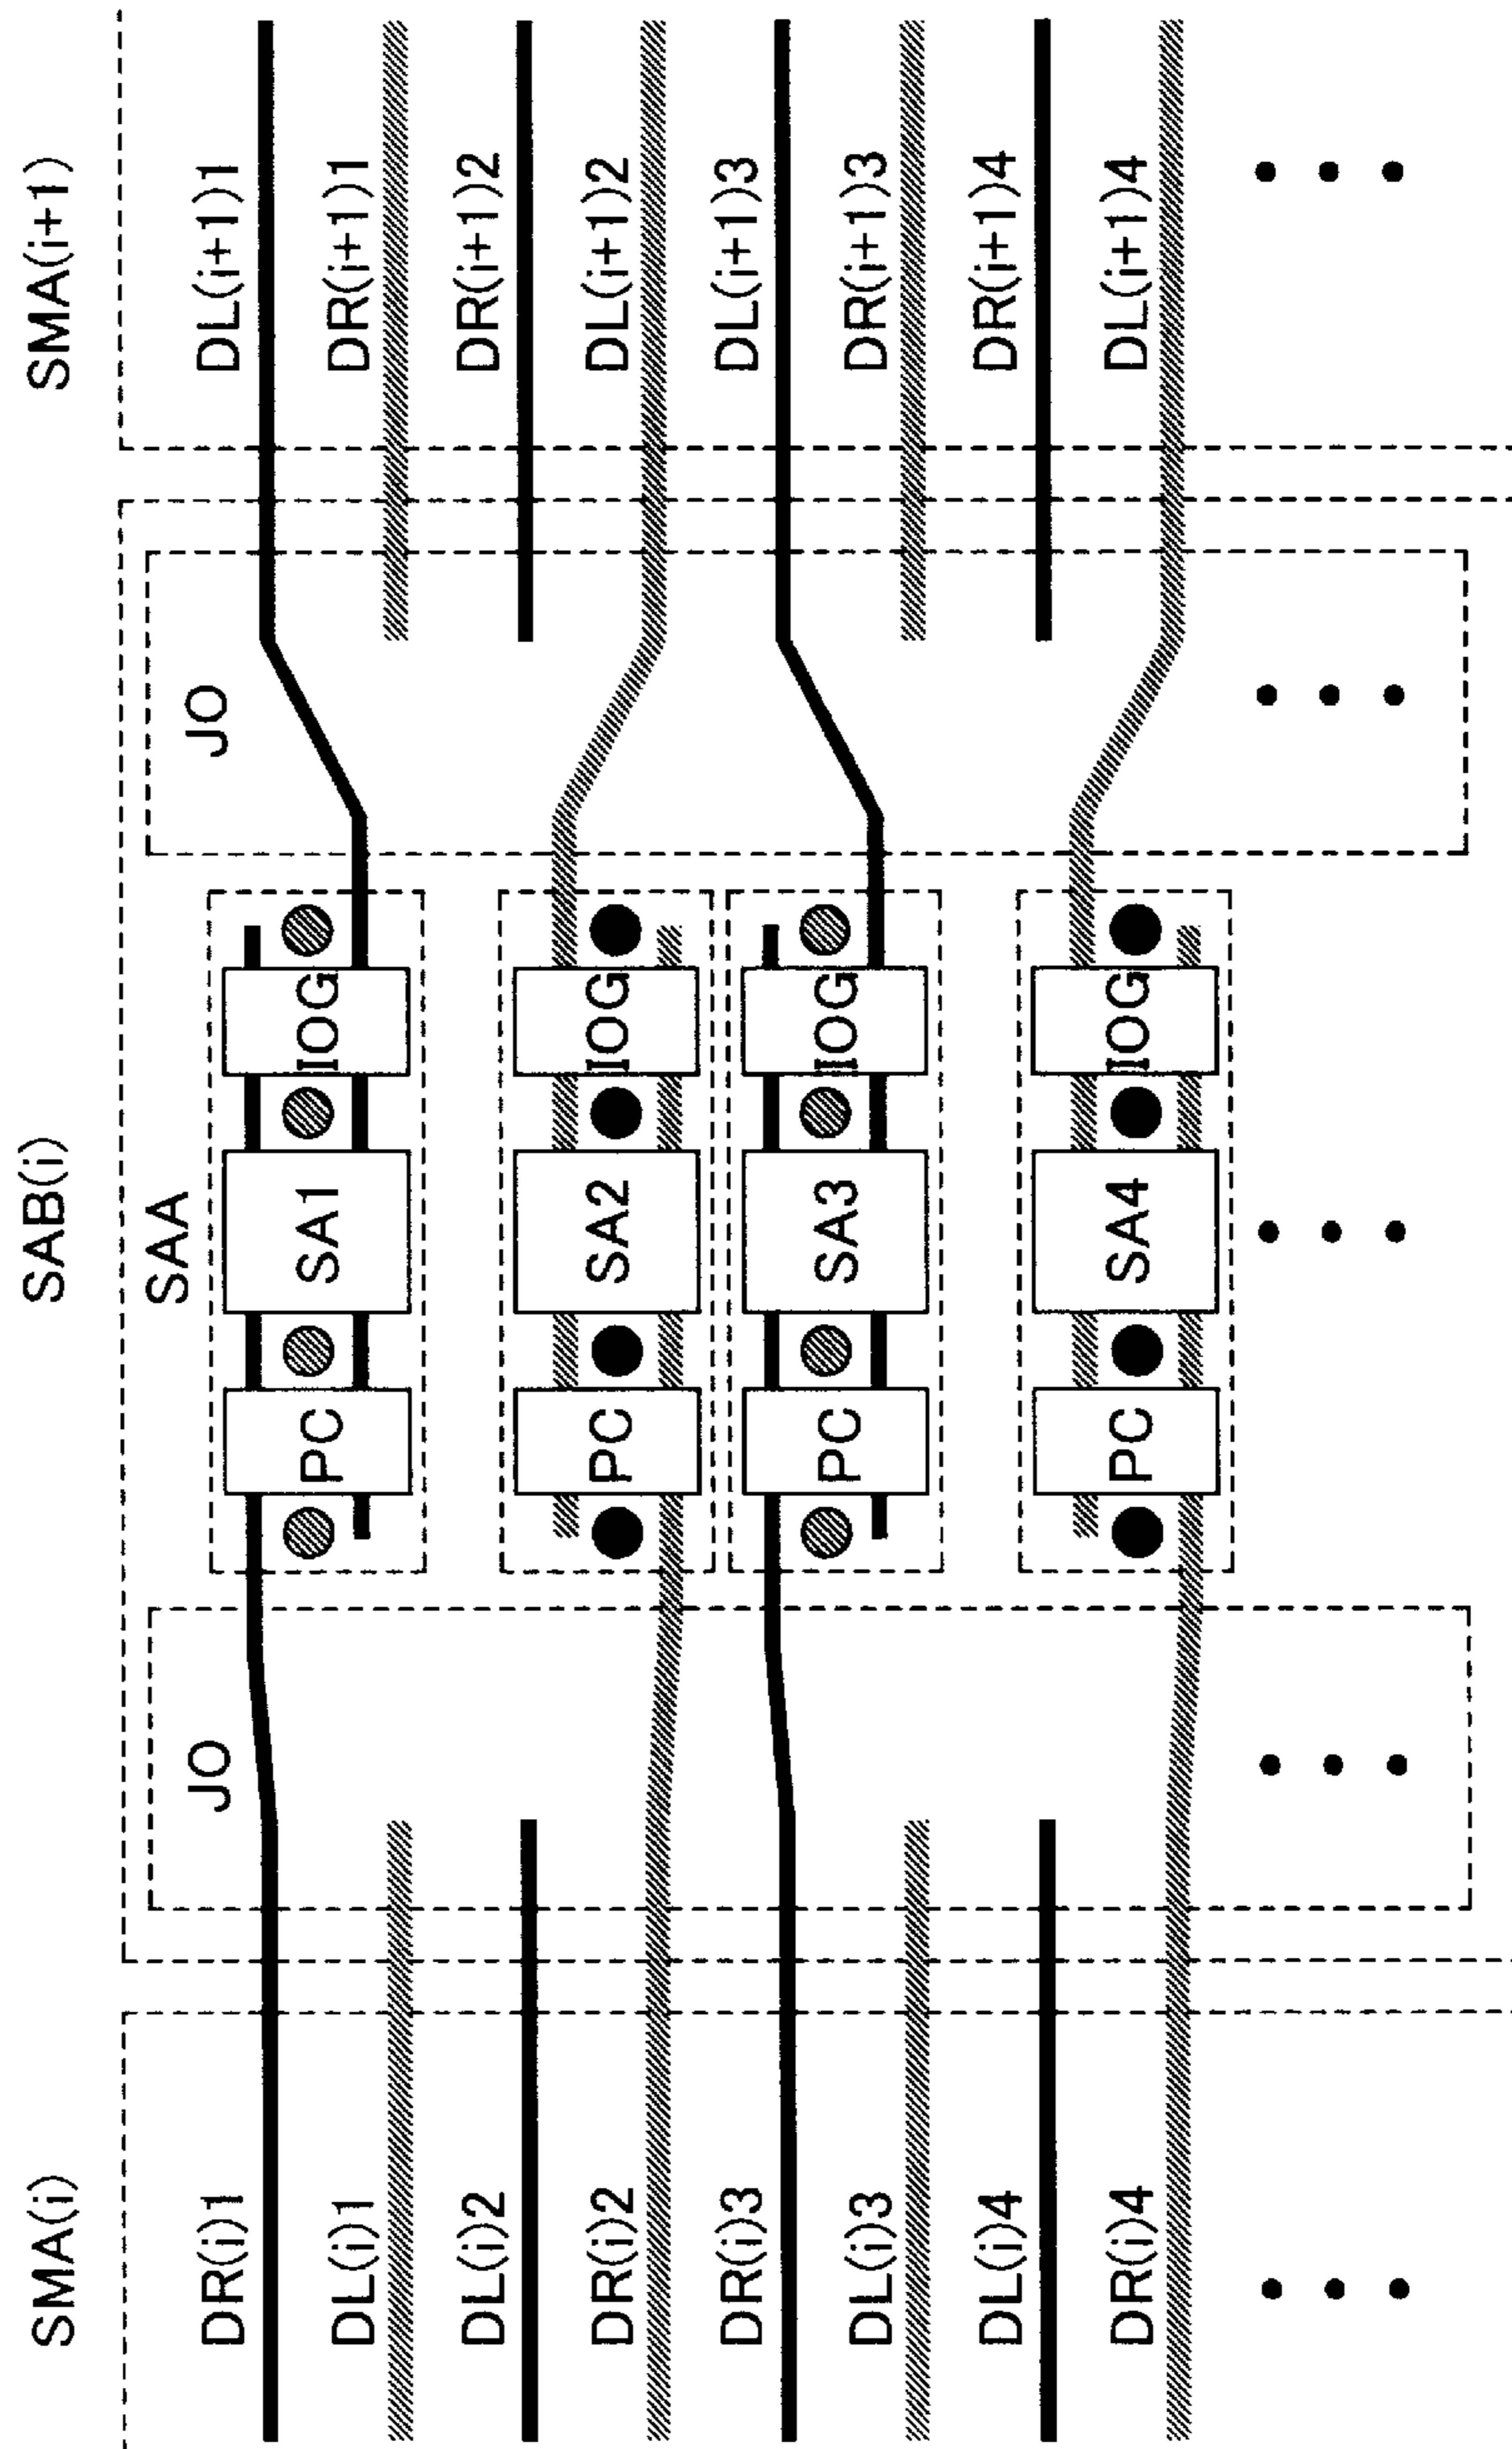 SMA(i)
SAB(i)
SMA(i+1)
SAA
JO
JO
DR(i)1
DL(i)1
DL(i)2
DR(i)2
DR(i)3
DL(i)3
DL(i)4
DR(i)4
PC
SA1
IOG
PC
SA2
IOG
PC
SA3
IOG
PC
SA4
IOG
DL(i+1)1
DR(i+1)1
DR(i+1)2
DL(i+1)2
DL(i+1)3
DR(i+1)3
DR(i+1)4
DL(i+1)4